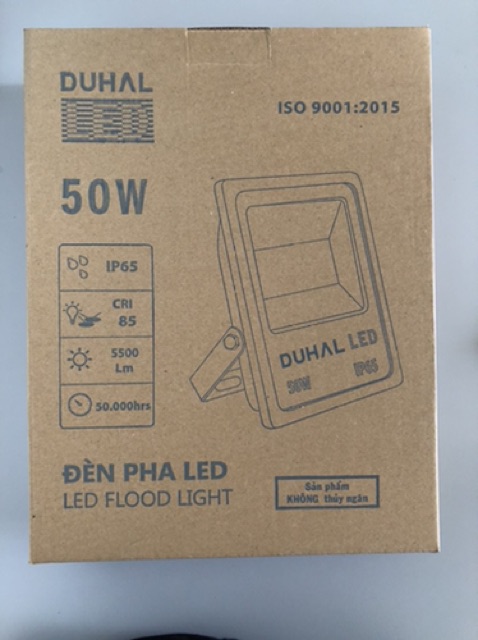 DUHAL
LED
ISO 9001:2015
50W
IP65
CRI
85
5500
Lm
50.000hrs
DUHAL LED
50W IP65
ĐÈN PHA LED
LED FLOOD LIGHT
Sản phẩm
KHÔNG thủy ngân